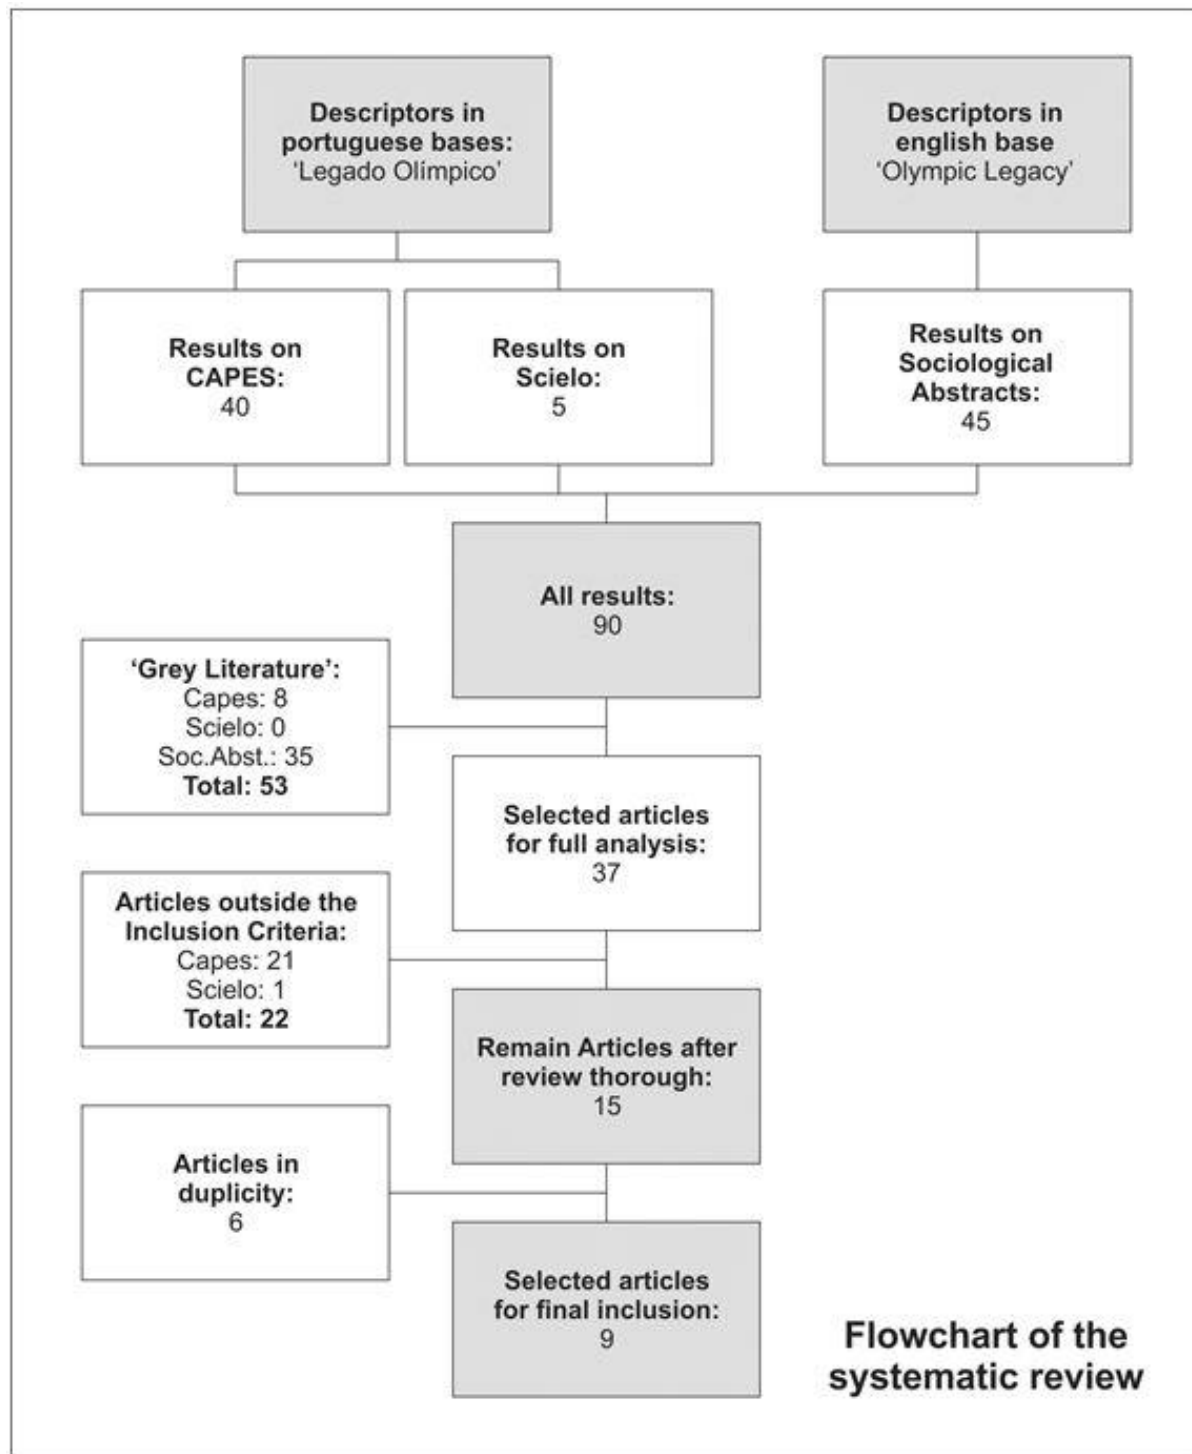 Descriptors in
portuguese bases:
‘Legado Olímpico’
Descriptors in
english base
‘Olympic Legacy’
Results on
CAPES:
40
Results on
Scielo:
5
Results on
Sociological
Abstracts:
45
All results:
90
‘Grey Literature’:
Capes: 8
Scielo: 0
Soc.Abst.: 35
Total: 53
Selected articles
for full analysis:
37
Articles outside the
Inclusion Criteria:
Capes: 21
Scielo: 1
Total: 22
Remain Articles after
review thorough:
15
Articles in
duplicity:
6
Selected articles
for final inclusion:
9
Flowchart of the
systematic review